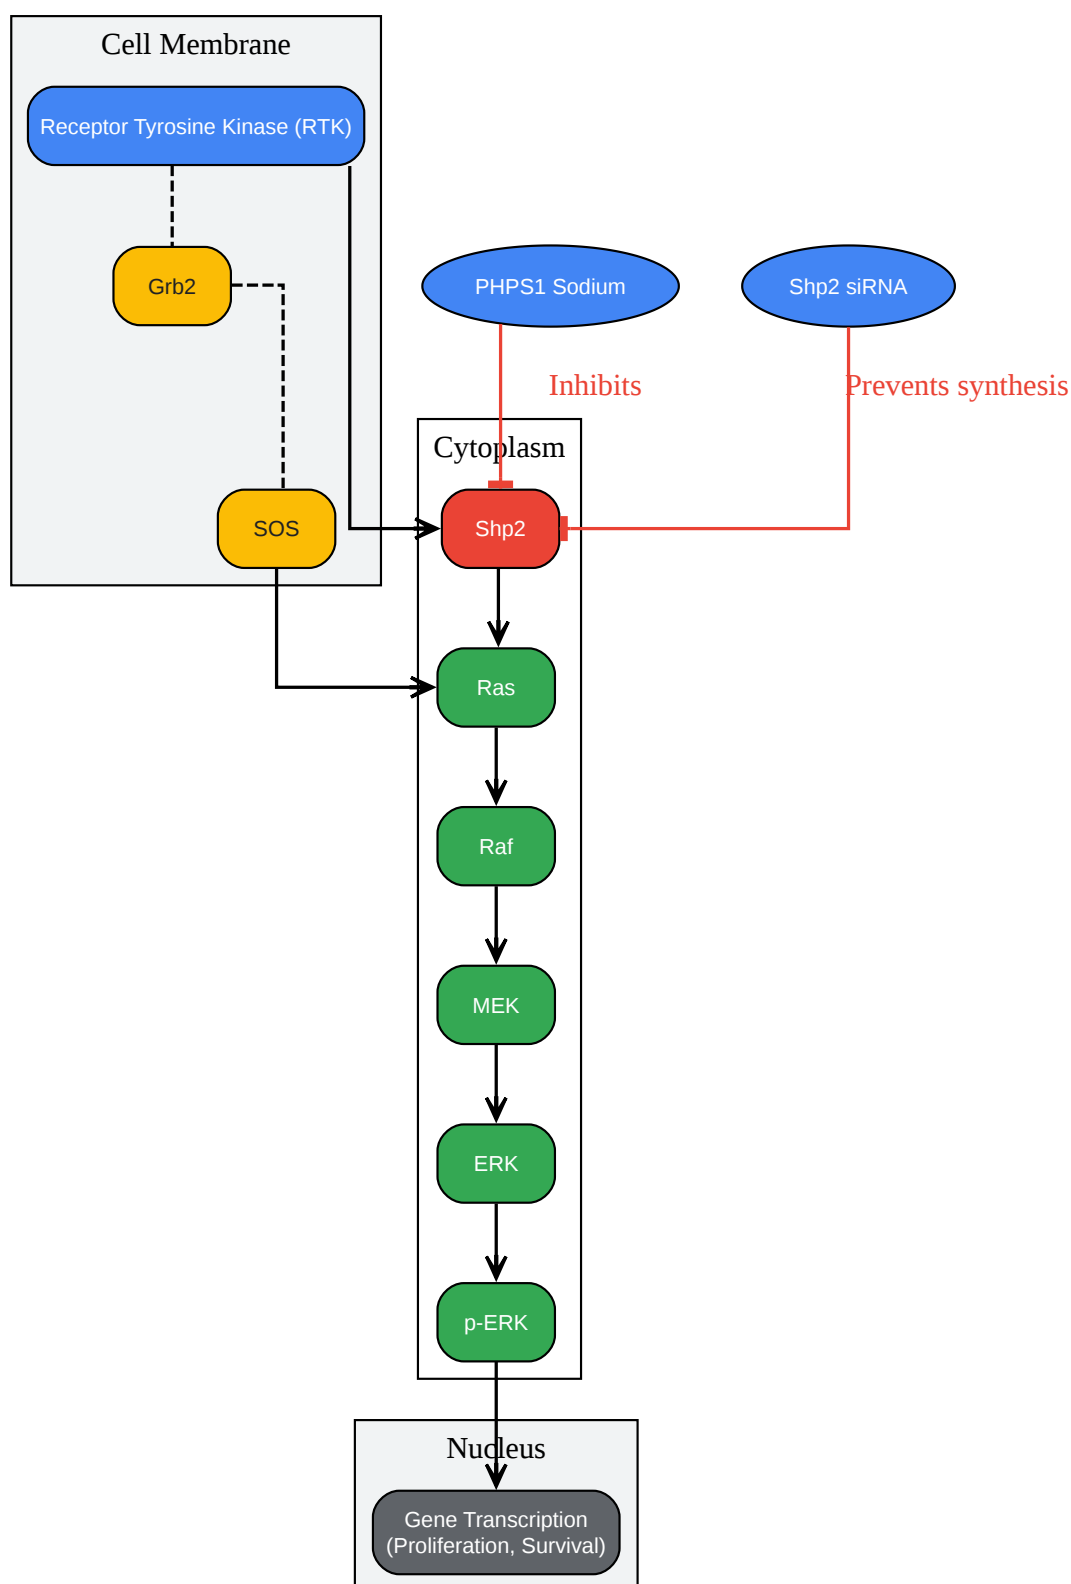 Cell Membrane
Receptor Tyrosine Kinase (RTK)
Grb2
PHPS1 Sodium
Shp2 siRNA
Inhibits
Prevents synthesis
Cytoplasm
SOS
Shp2
Ras
Raf
MEK
ERK
p-ERK
Nucleus
Gene Transcription
(Proliferation, Survival)